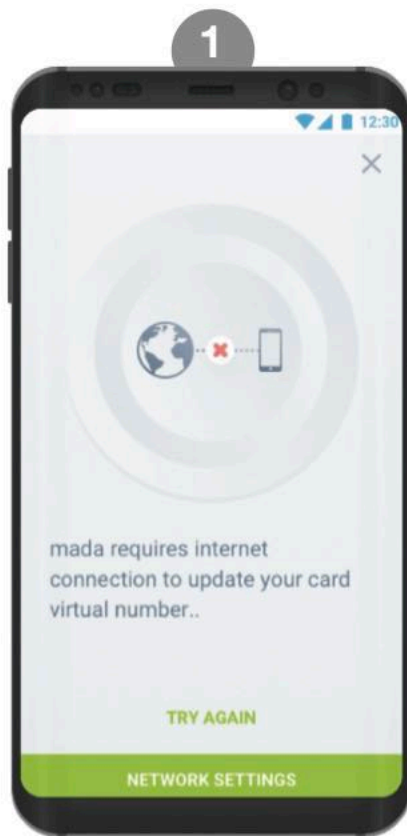 1
12:30
mada requires internet
connection to update your card
virtual number..
TRY AGAIN
NETWORK SETTINGS